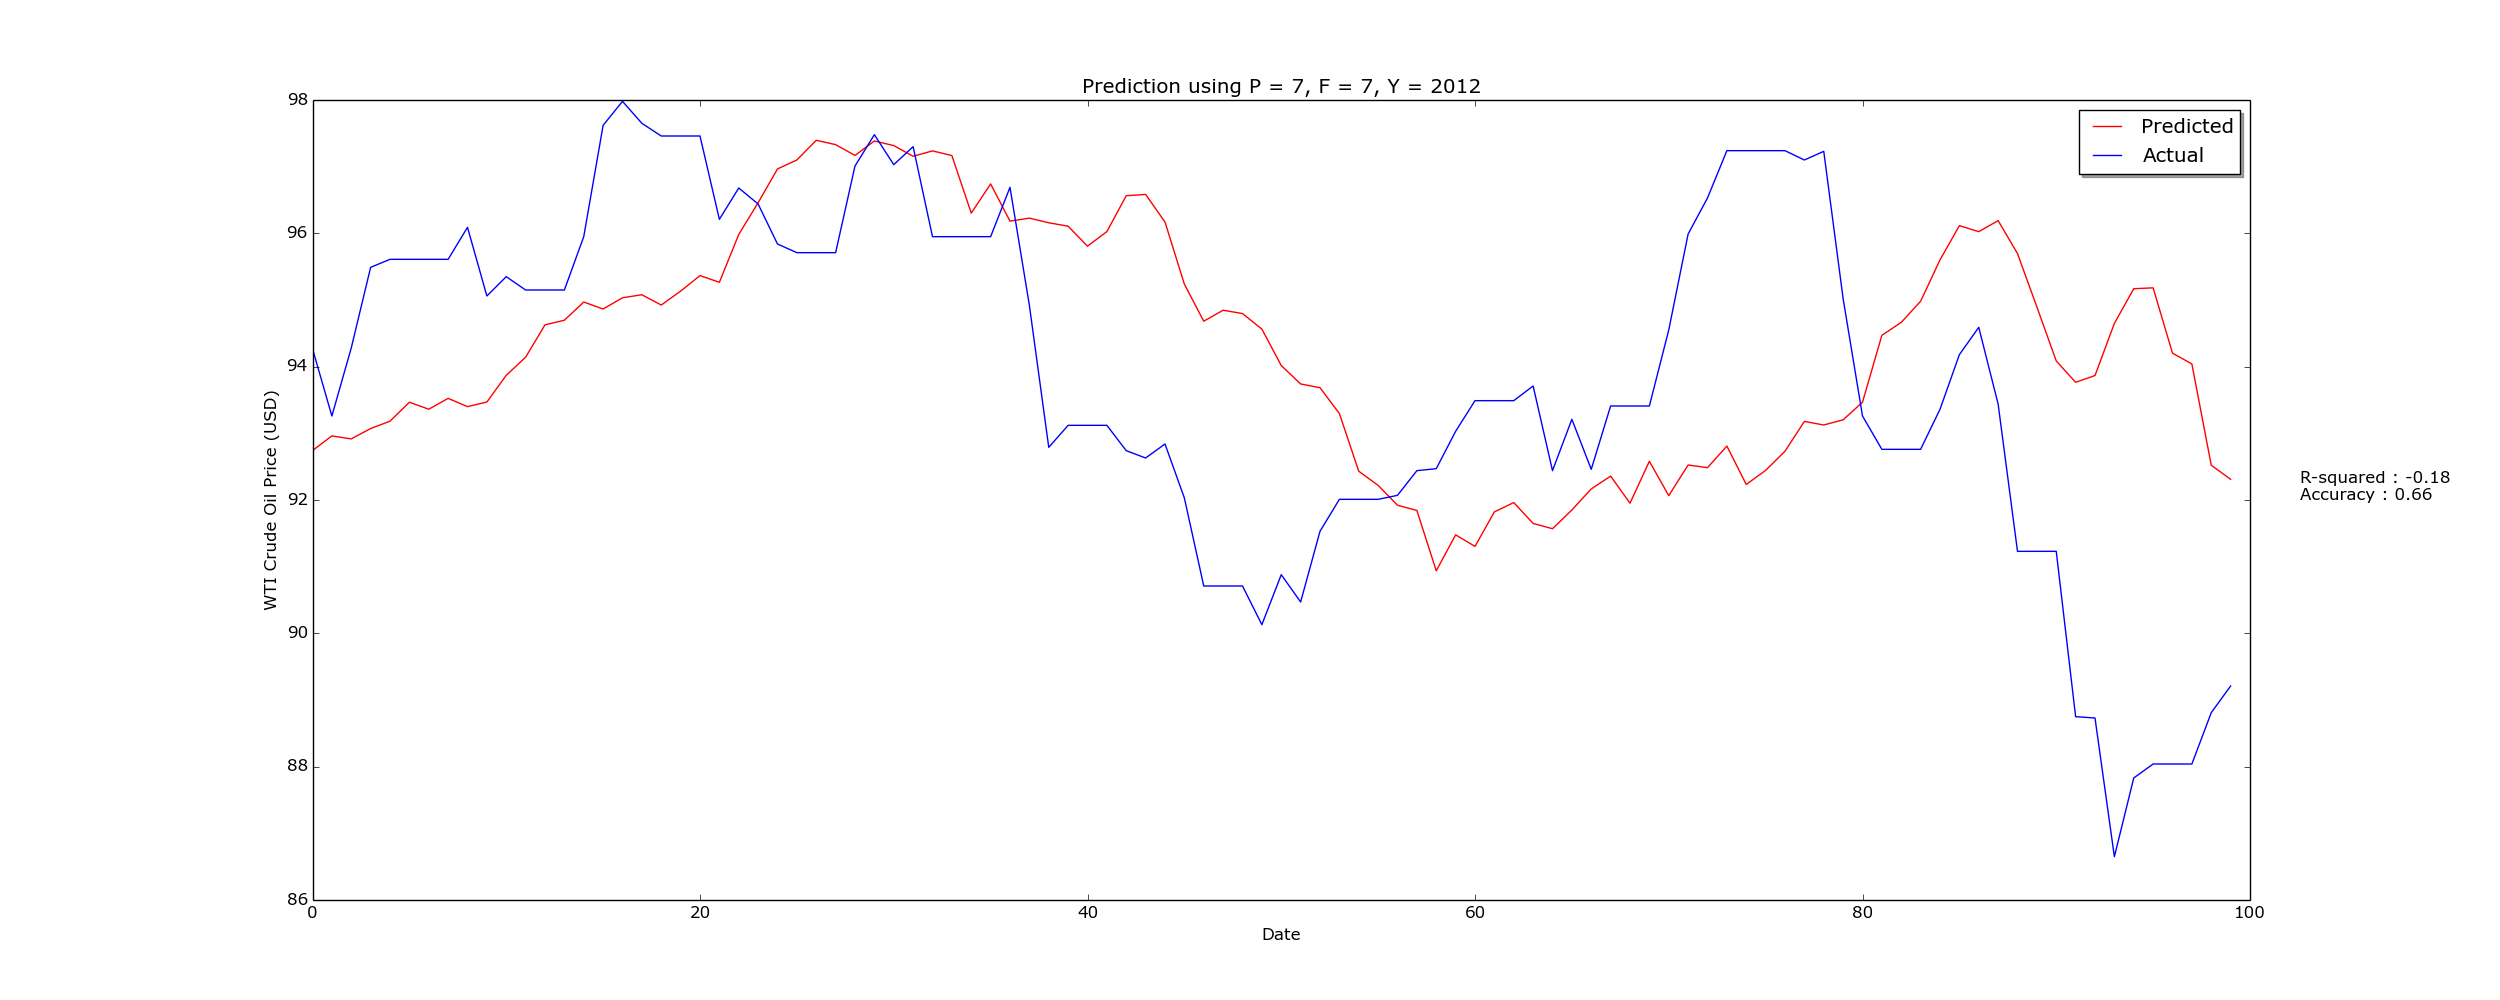 Prediction using P = 7, F = 7, Y = 2012
Predicted
Actual
98
96
94
92
90
88
86
WTI Crude Oil Price (USD)
R-squared : -0.18
Accuracy : 0.66
0
20
40
60
80
100
Date